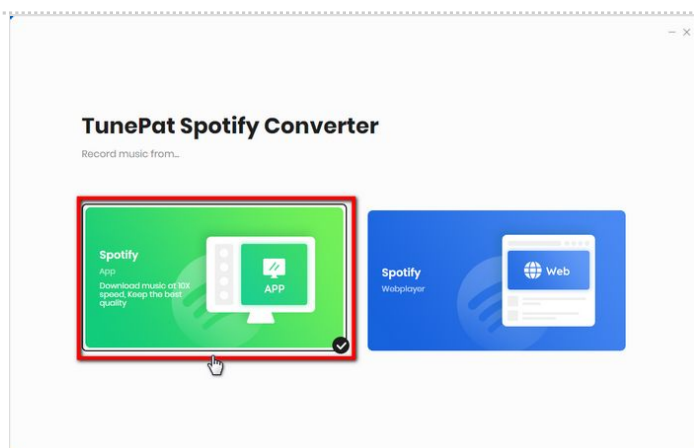 TunePat Spotify Converter
Record music from...
Spotify
App
Download music at 10X
speed, Keep the best
quality
APP
Spotify
Webplayer
Web